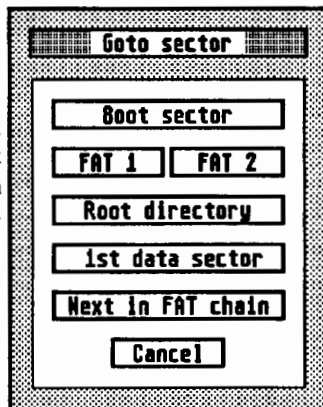 Goto sector
Boot sector
FAT 1 FAT 2
Root directory
1st data sector
Next in FAT chain
Cancel